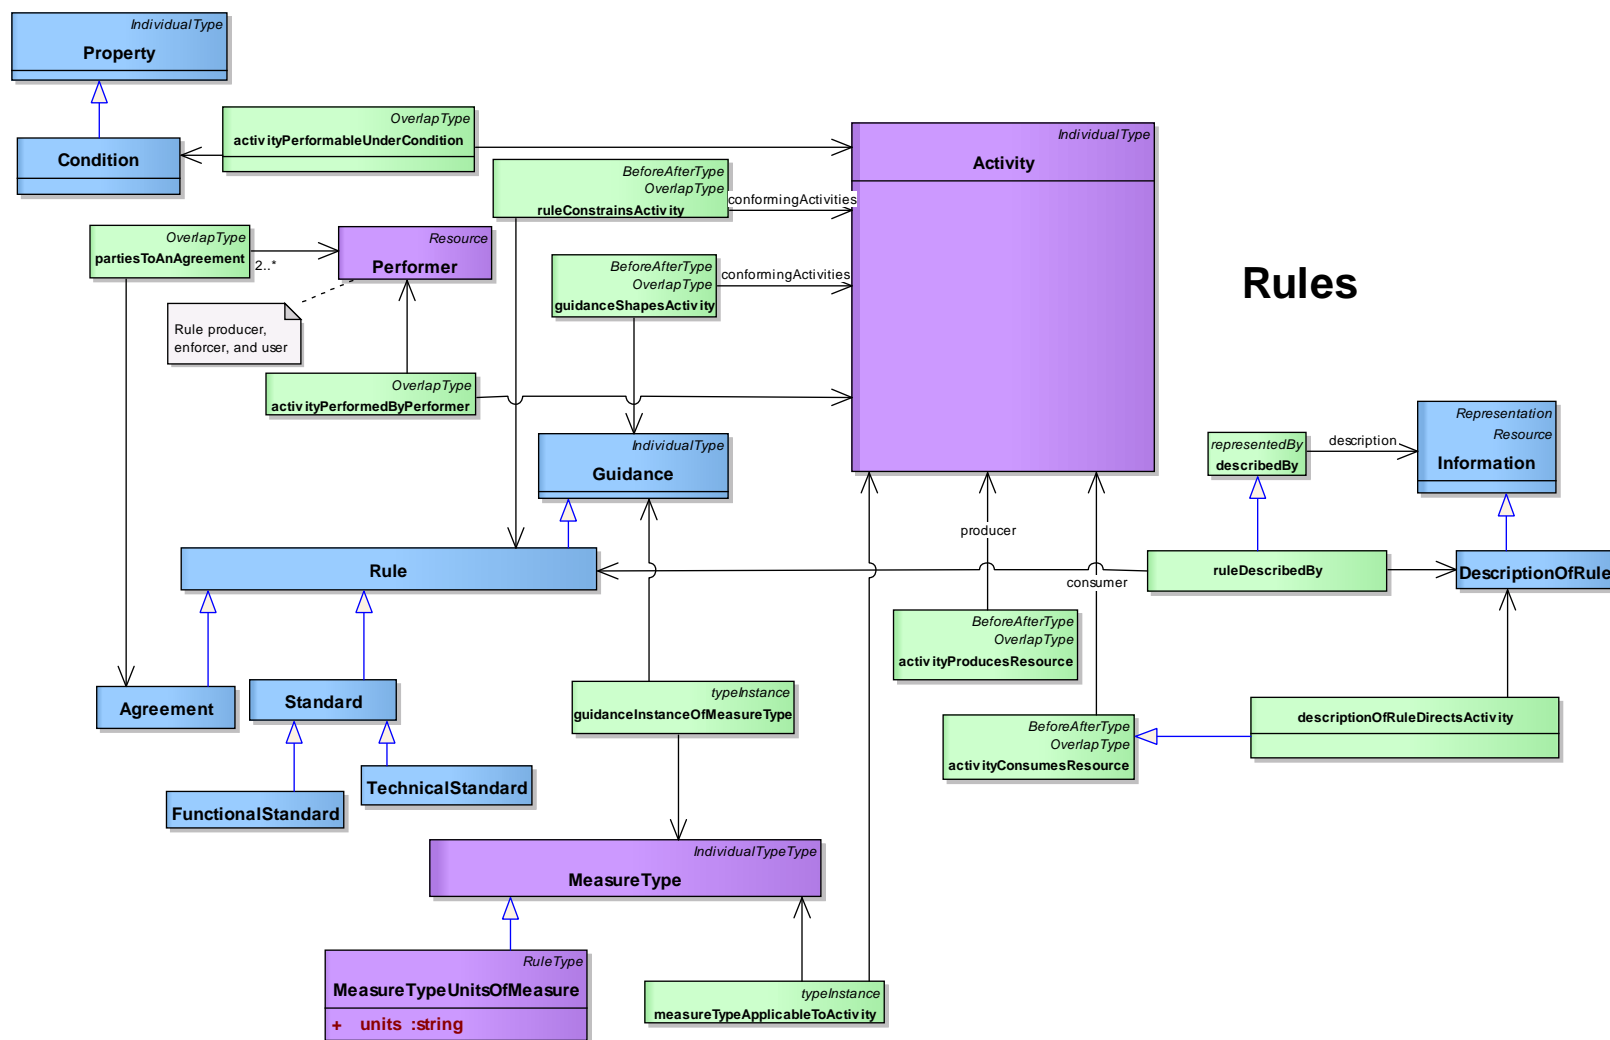 IndividualType
Property
OverlapType
activityPerformableUnderCondition
Condition
IndividualType
Activity
BeforeAfterType
OverlapType
ruleConstrainsActivity
conformingActivities
OverlapType
partiesToAnAgreement
2..*
Resource
Performer
Rule producer,
enforcer, and user
BeforeAfterType
OverlapType
guidanceShapesActivity
conformingActivities
Rules
OverlapType
activityPerformedByPerformer
IndividualType
Guidance
representedBy
describedBy
description
Representation
Resource
Information
Rule
producer
consumer
ruleDescribedBy
DescriptionOfRule
BeforeAfterType
OverlapType
activityProducesResource
Agreement
Standard
typeInstance
guidanceInstanceOfMeasureType
BeforeAfterType
OverlapType
activityConsumesResource
descriptionOfRuleDirectsActivity
FunctionalStandard
TechnicalStandard
IndividualTypeType
MeasureType
RuleType
MeasureTypeUnitsOfMeasure
+ units :string
typeInstance
measureTypeApplicableToActivity